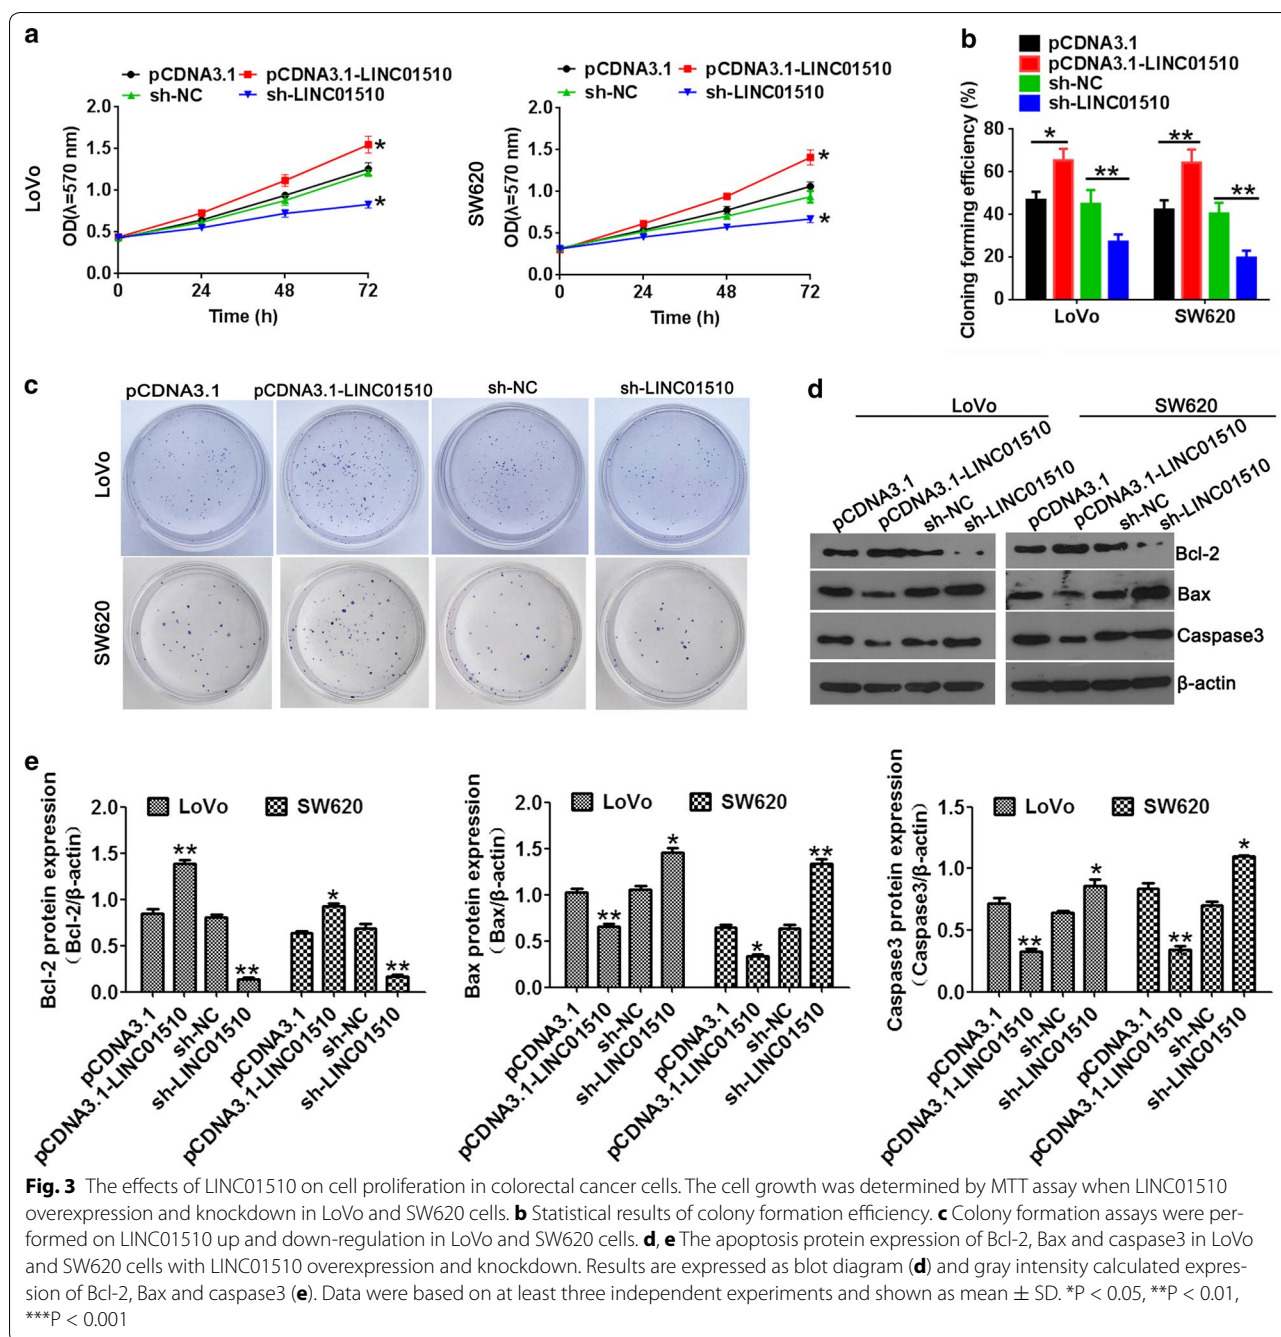 a
pCDNA3.1 pCDNA3.1-LINC01510
sh-NC sh-LINC01510
LoVo
OD(λ=570 nm)
2.0
1.5
1.0
0.5
0.0
*
*
0 24 48 72
Time (h)
pCDNA3.1 pCDNA3.1-LINC01510
sh-NC sh-LINC01510
SW620
OD(λ=570 nm)
2.0
1.5
1.0
0.5
0.0
*
*
0 24 48 72
Time (h)
b
pCDNA3.1
pCDNA3.1-LINC01510
sh-NC
sh-LINC01510
Cloning forming efficiency (%)
80
60
40
20
0
* ** ** **
LoVo SW620
c
pCDNA3.1 pCDNA3.1-LINC01510 sh-NC sh-LINC01510
LoVo
SW620
d
LoVo SW620
pCDNA3.1 pCDNA3.1-LINC01510 sh-NC sh-LINC01510 pCDNA3.1 pCDNA3.1-LINC01510 sh-NC sh-LINC01510
Bcl-2
Bax
Caspase3
β-actin
e
Bcl-2 protein expression
(Bcl-2/β-actin)
LoVo SW620
2.0
1.5
1.0
0.5
0.0
** ** * **
pCDNA3.1 pCDNA3.1-LINC01510 sh-NC sh-LINC01510 pCDNA3.1 pCDNA3.1-LINC01510 sh-NC sh-LINC01510
Bax protein expression
(Bax/β-actin)
LoVo SW620
2.0
1.5
1.0
0.5
0.0
** * * **
pCDNA3.1 pCDNA3.1-LINC01510 sh-NC sh-LINC01510 pCDNA3.1 pCDNA3.1-LINC01510 sh-NC sh-LINC01510
Caspase3 protein expression
(Caspase3/β-actin)
LoVo SW620
1.5
1.0
0.5
0.0
** * ** *
pCDNA3.1 pCDNA3.1-LINC01510 sh-NC sh-LINC01510 pCDNA3.1 pCDNA3.1-LINC01510 sh-NC sh-LINC01510
Fig. 3 The effects of LINC01510 on cell proliferation in colorectal cancer cells. The cell growth was determined by MTT assay when LINC01510
overexpression and knockdown in LoVo and SW620 cells. b Statistical results of colony formation efficiency. c Colony formation assays were per-
formed on LINC01510 up and down-regulation in LoVo and SW620 cells. d, e The apoptosis protein expression of Bcl-2, Bax and caspase3 in LoVo
and SW620 cells with LINC01510 overexpression and knockdown. Results are expressed as blot diagram (d) and gray intensity calculated expres-
sion of Bcl-2, Bax and caspase3 (e). Data were based on at least three independent experiments and shown as mean ± SD. *P < 0.05, **P < 0.01,
***P < 0.001